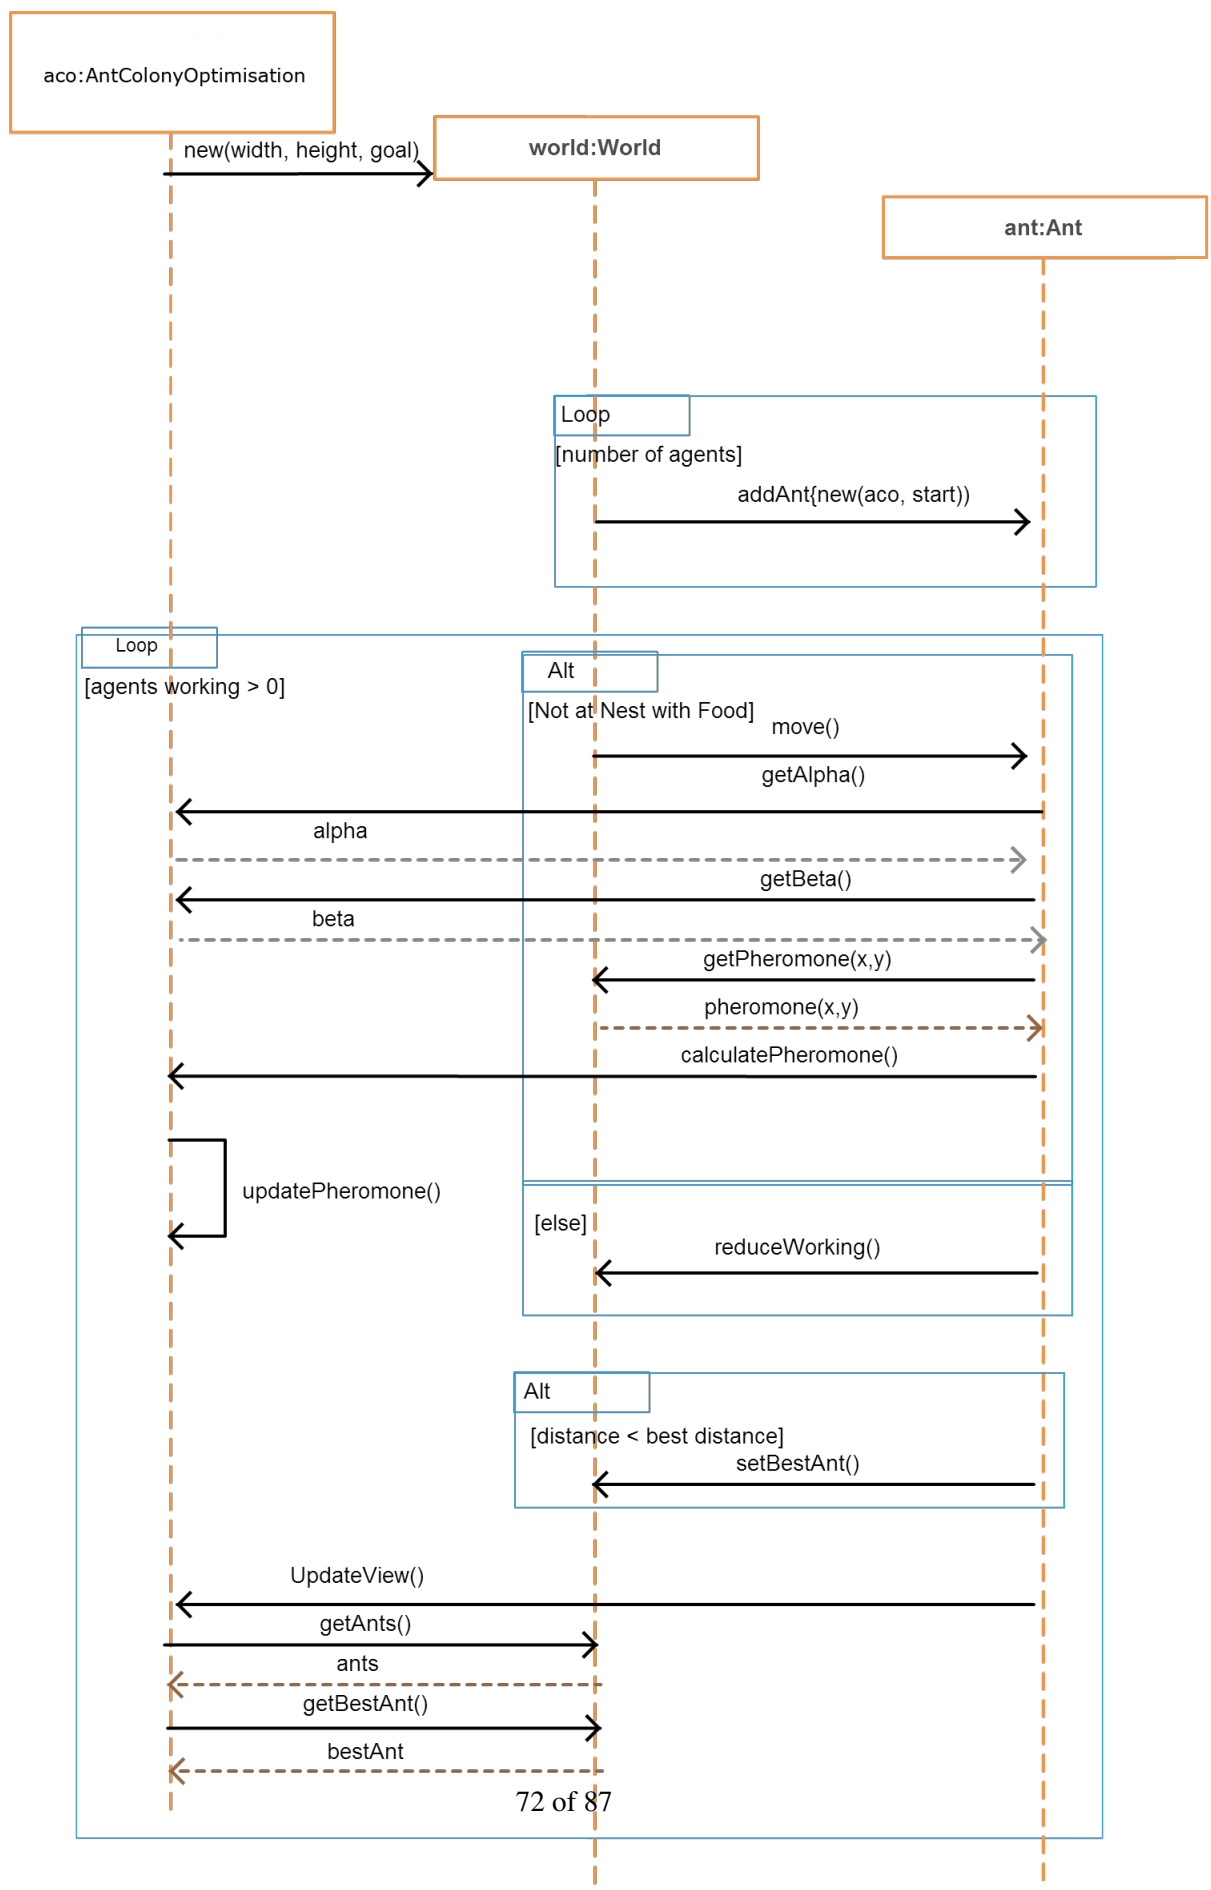 aco:AntColonyOptimisation
new(width, height, goal)
world:World
ant:Ant
Loop
[number of agents]
addAnt{new(aco, start))
Loop
[agents working > 0]
Alt
[Not at Nest with Food]
move()
getAlpha()
alpha
getBeta()
beta
getPheromone(x,y)
pheromone(x,y)
calculatePheromone()
updatePheromone()
[else]
reduceWorking()
Alt
[distance < best distance]
setBestAnt()
UpdateView()
getAnts()
ants
getBestAnt()
bestAnt
72 of 87